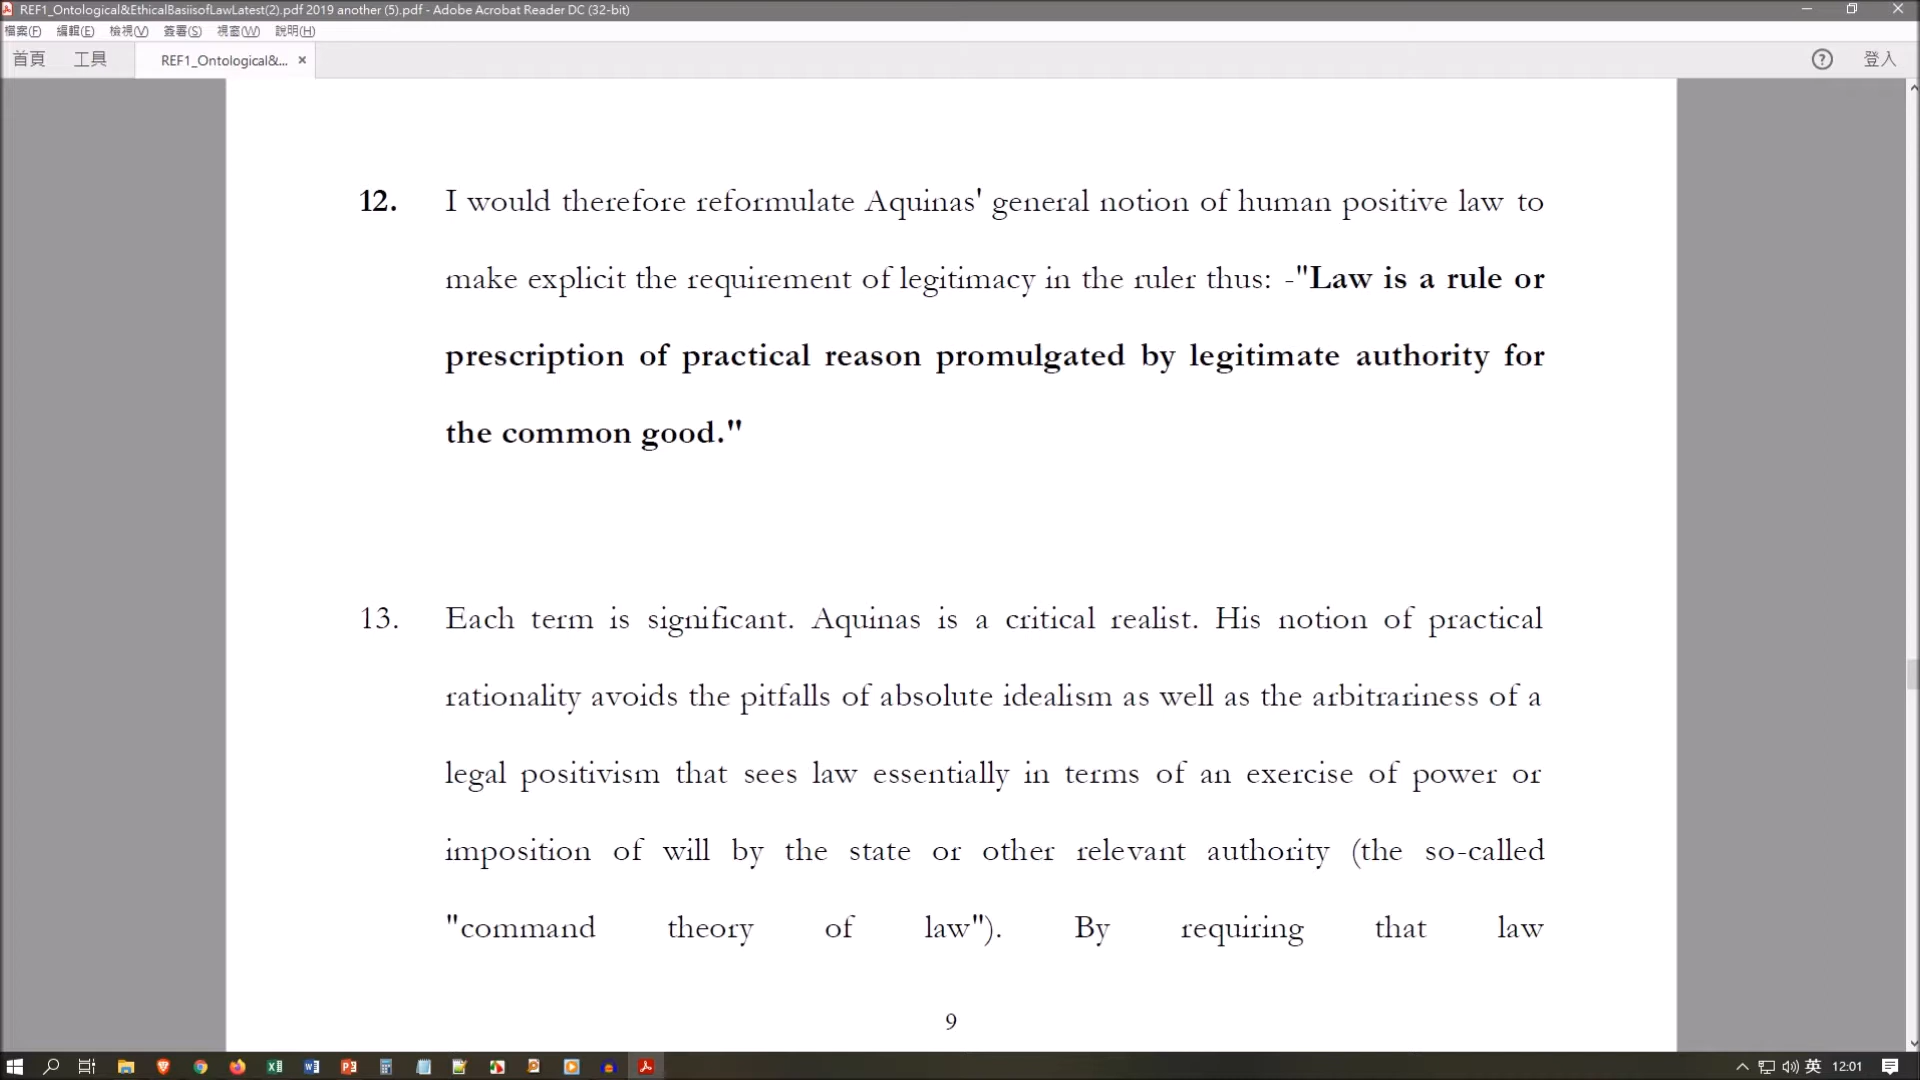 REF1_Ontological&EthicalBasiisofLawLatest(2).pdf 2019 another (5).pdf - Adobe Acrobat Reader DC (32-bit)
檔案(F) 編輯(E) 檢視(V) 簽署(S) 視窗(W) 說明(H)
首頁 工具 REF1_Ontological&... × ? 登入
12. I would therefore reformulate Aquinas' general notion of human positive law to
make explicit the requirement of legitimacy in the ruler thus: -"Law is a rule or
prescription of practical reason promulgated by legitimate authority for
the common good."
13. Each term is significant. Aquinas is a critical realist. His notion of practical
rationality avoids the pitfalls of absolute idealism as well as the arbitrariness of a
legal positivism that sees law essentially in terms of an exercise of power or
imposition of will by the state or other relevant authority (the so-called
"command theory of law"). By requiring that law
9
英 12:01